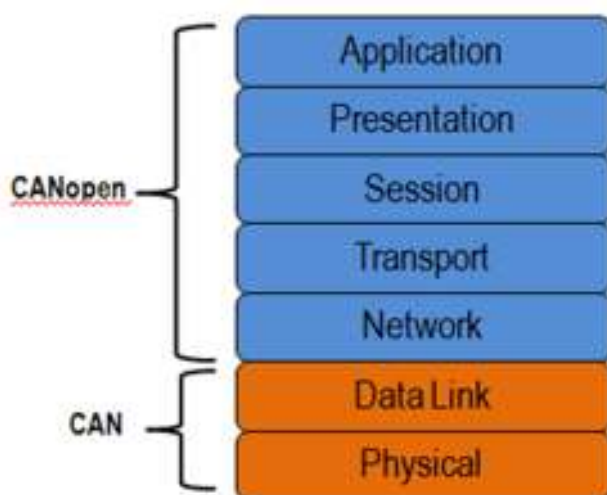 Application
Presentation
CANopen
Session
Transport
Network
Data Link
CAN
Physical